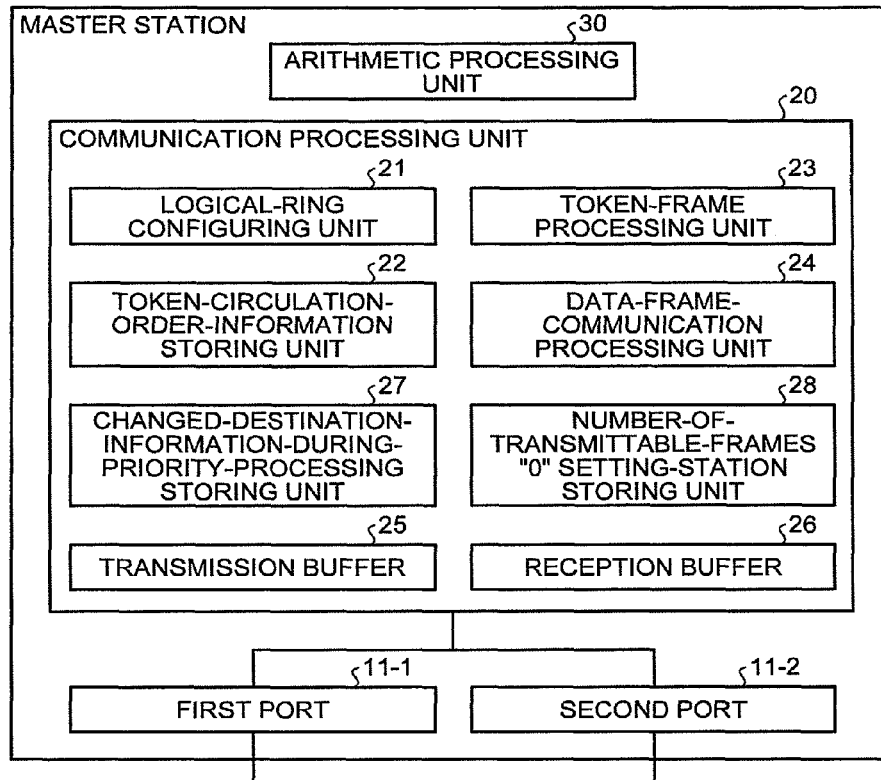 MASTER STATION
30
ARITHMETIC PROCESSING
UNIT
20
COMMUNICATION PROCESSING UNIT
21
LOGICAL-RING
CONFIGURING UNIT
23
TOKEN-FRAME
PROCESSING UNIT
22
TOKEN-CIRCULATION-
ORDER-INFORMATION
STORING UNIT
24
DATA-FRAME-
COMMUNICATION
PROCESSING UNIT
27
CHANGED-DESTINATION-
INFORMATION-DURING-
PRIORITY-PROCESSING
STORING UNIT
28
NUMBER-OF-
TRANSMITTABLE-FRAMES
"0" SETTING-STATION
STORING UNIT
25
TRANSMISSION BUFFER
26
RECEPTION BUFFER
11-1
FIRST PORT
11-2
SECOND PORT